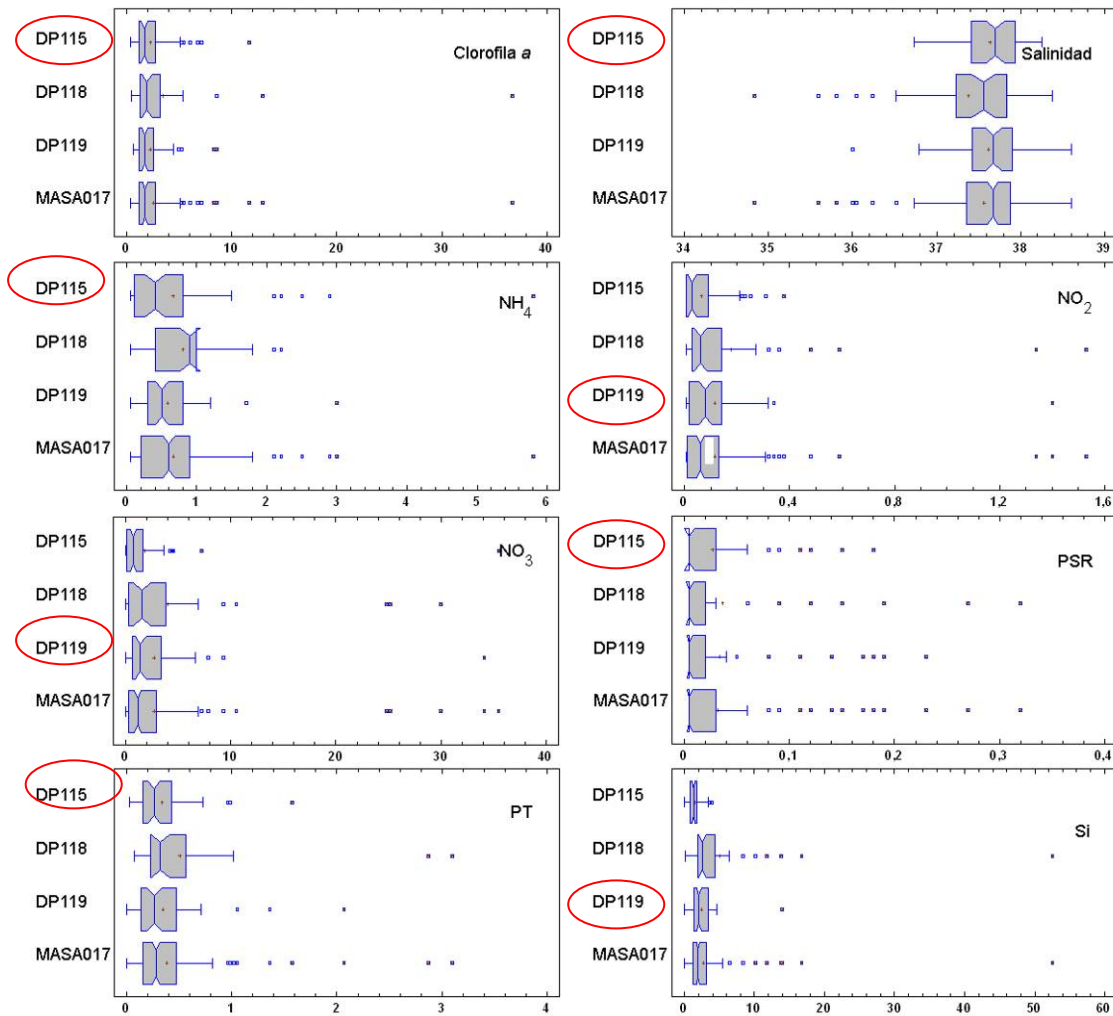 DP115
Clorofila a
DP118
DP119
MASA017
0 10 20 30 40
DP115
Salinidad
DP118
DP119
MASA017
34 35 36 37 38 39
DP115
NH4
DP118
DP119
MASA017
0 1 2 3 4 5 6
DP115
NO2
DP118
DP119
MASA017
0 0,4 0,8 1,2 1,6
DP115
NO3
DP118
DP119
MASA017
0 10 20 30 40
DP115
PSR
DP118
DP119
MASA017
0 0,1 0,2 0,3 0,4
DP115
PT
DP118
DP119
MASA017
0 1 2 3 4
DP115
Si
DP118
DP119
MASA017
0 10 20 30 40 50 60